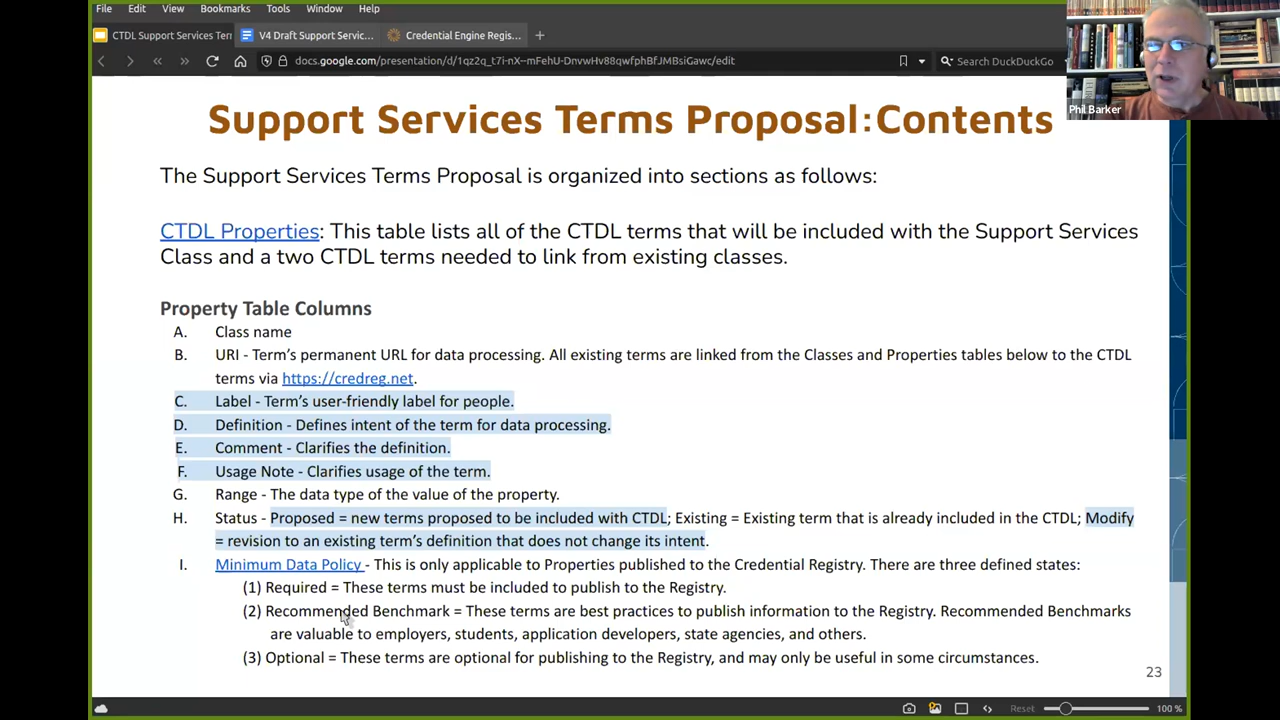 File Edit View Bookmarks Tools Window Help
CTDL Support Services Terr V4 Draft Support Servic... Credential Engine Regis...
docs.google.com/presentation/d/1qz2q_t7i-nX-mFehU-DnvwHv88qwfphBfJMBsiGawc/edit Search DuckDuckGo
Phil Barker
Support Services Terms Proposal:Contents
The Support Services Terms Proposal is organized into sections as follows:
CTDL Properties: This table lists all of the CTDL terms that will be included with the Support Services
Class and a two CTDL terms needed to link from existing classes.
Property Table Columns
A. Class name
B. URI - Term's permanent URL for data processing. All existing terms are linked from the Classes and Properties tables below to the CTDL
terms via https://credreg.net.
C. Label - Term's user-friendly label for people.
D. Definition - Defines intent of the term for data processing.
E. Comment - Clarifies the definition.
F. Usage Note - Clarifies usage of the term.
G. Range - The data type of the value of the property.
H. Status - Proposed = new terms proposed to be included with CTDL; Existing = Existing term that is already included in the CTDL; Modify
= revision to an existing term's definition that does not change its intent.
I. Minimum Data Policy - This is only applicable to Properties published to the Credential Registry. There are three defined states:
(1) Required = These terms must be included to publish to the Registry.
(2) Recommended Benchmark = These terms are best practices to publish information to the Registry. Recommended Benchmarks
are valuable to employers, students, application developers, state agencies, and others.
(3) Optional = These terms are optional for publishing to the Registry, and may only be useful in some circumstances.
23
Reset 100 %